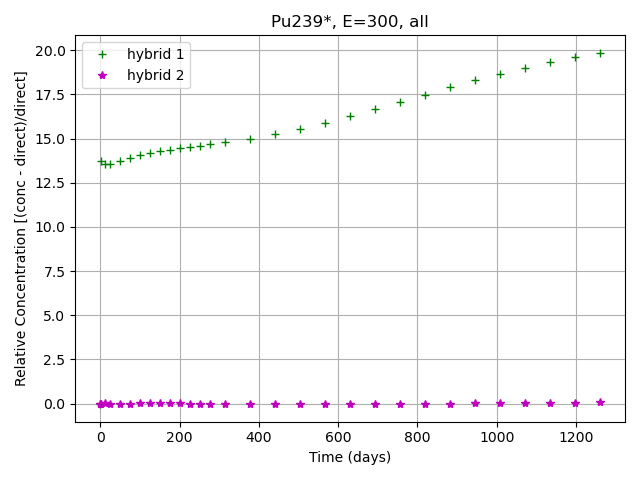 Pu239*, E=300, all
hybrid 1
hybrid 2
Relative Concentration [(conc - direct)/direct]
20.0
17.5
15.0
12.5
10.0
7.5
5.0
2.5
0.0
0 200 400 600 800 1000 1200
Time (days)